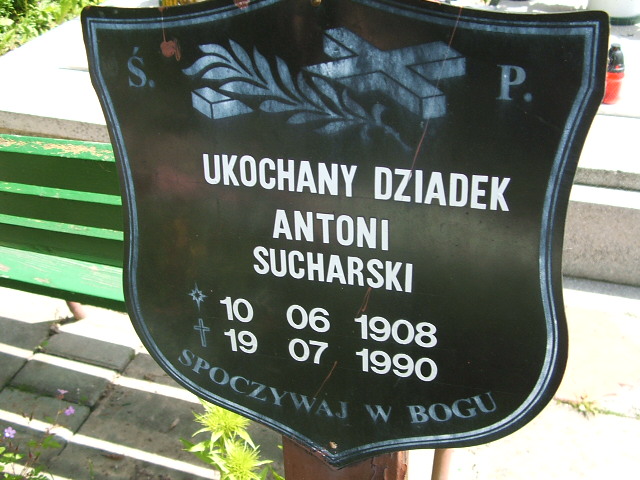 Ś. P.
UKOCHANY DZIADEK
ANTONI
SUCHARSKI
10 06 1908
19 07 1990
SPOCZYWAJ W BOGU